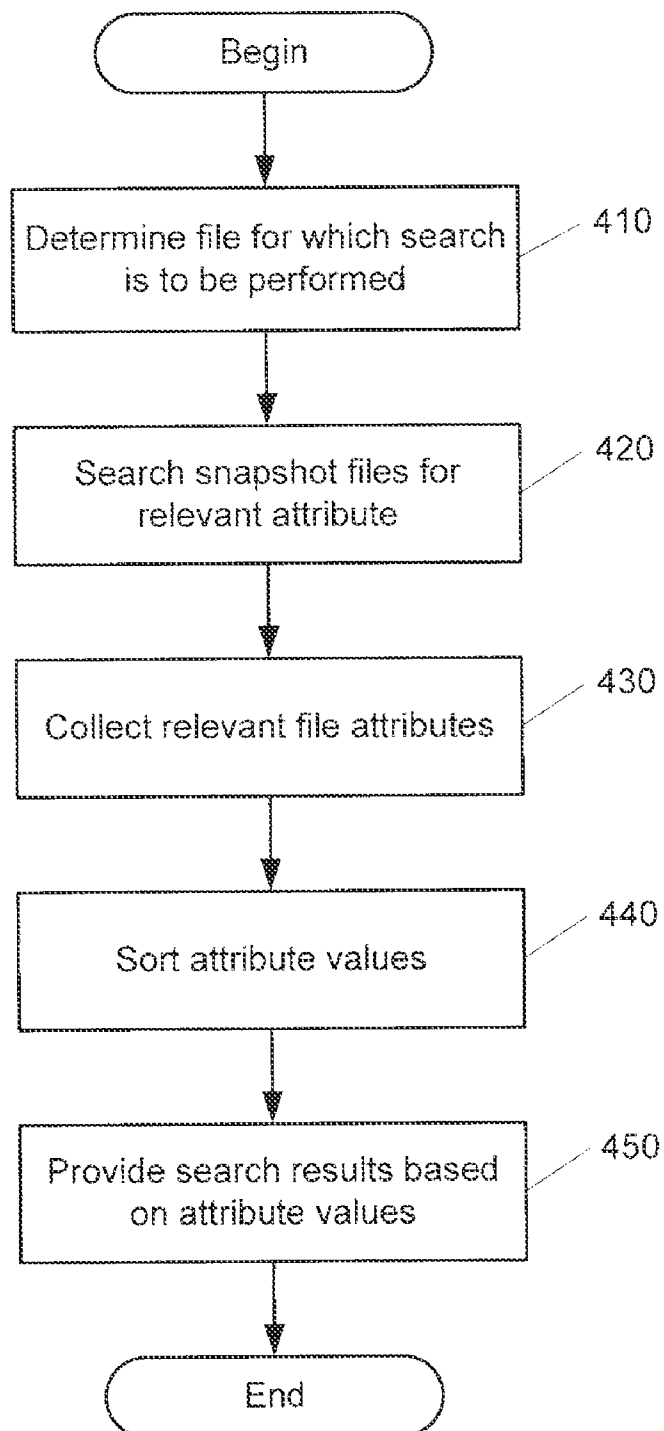 Begin
Determine file for which search
is to be performed
410
Search snapshot files for
relevant attribute
420
Collect relevant file attributes
430
Sort attribute values
440
Provide search results based
on attribute values
450
End